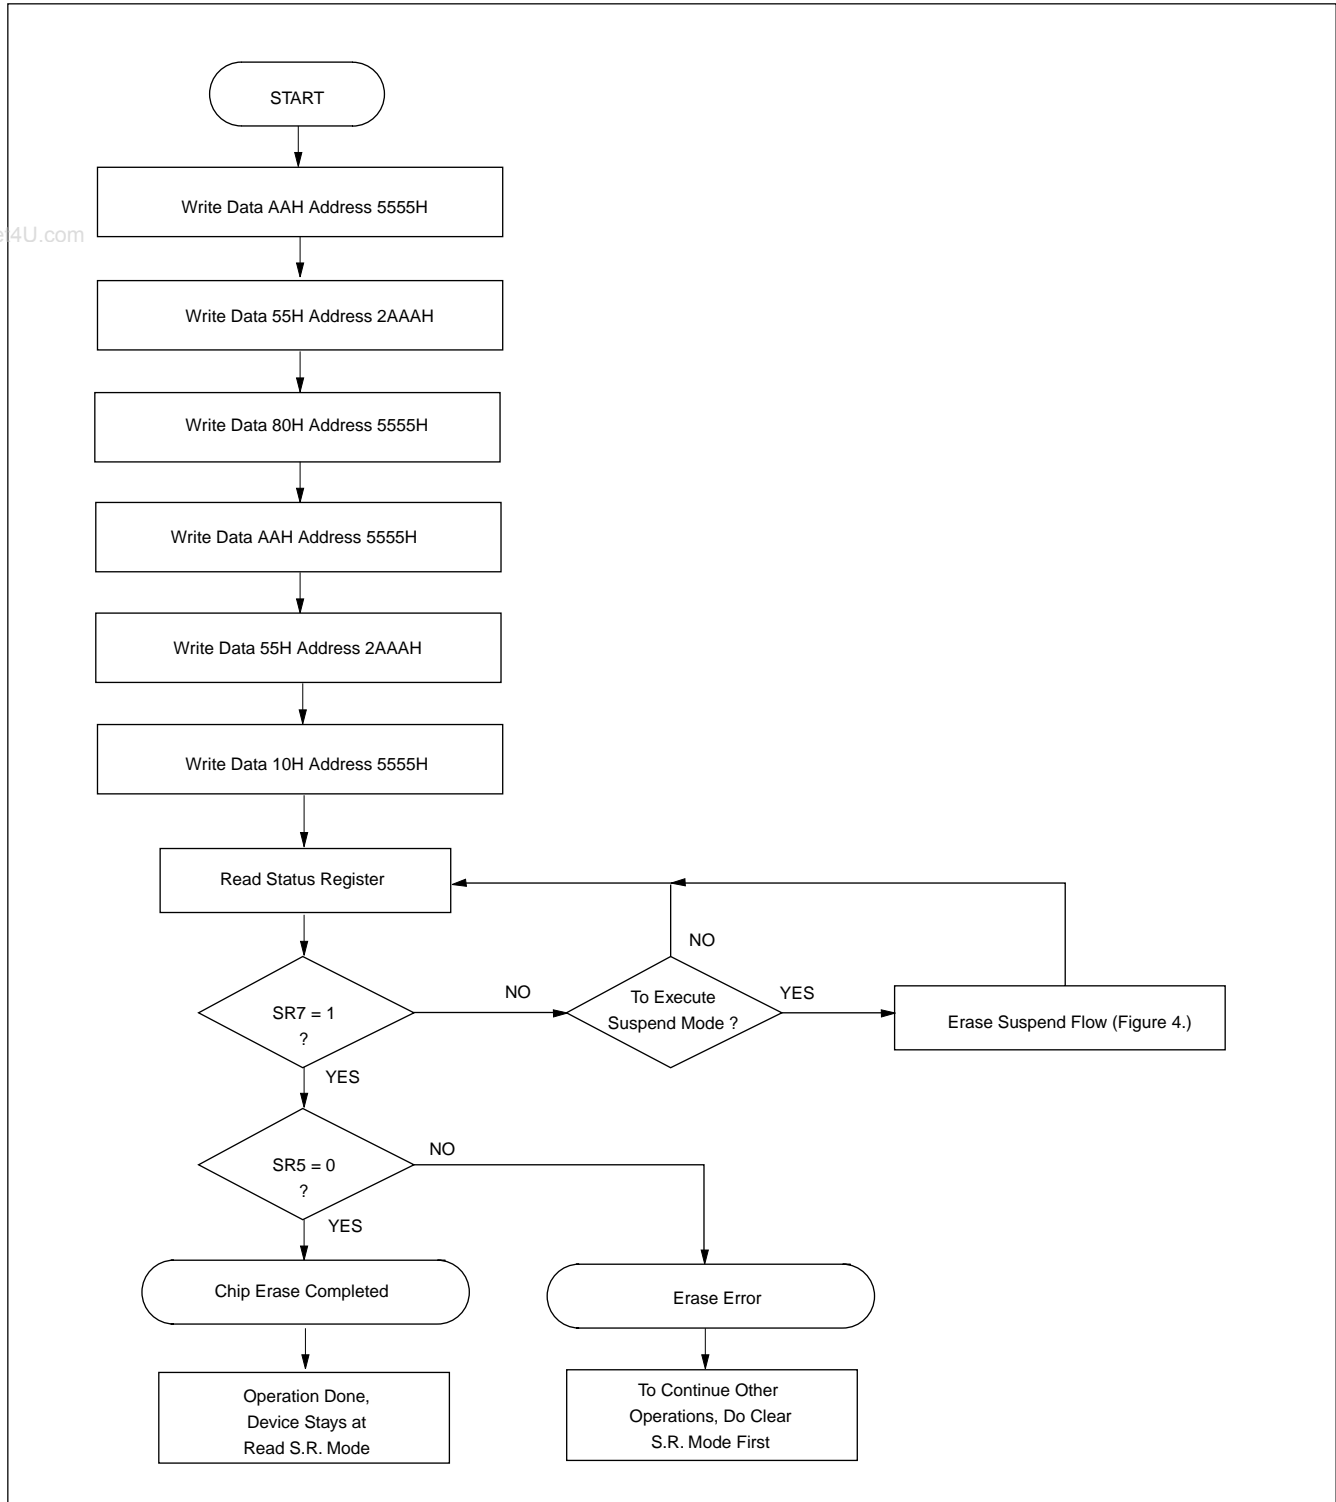 START
Write Data AAH Address 5555H
et4U.com
Write Data 55H Address 2AAAH
Write Data 80H Address 5555H
Write Data AAH Address 5555H
Write Data 55H Address 2AAAH
Write Data 10H Address 5555H
Read Status Register
NO
SR7 = 1
?
NO
To Execute
Suspend Mode ?
YES
Erase Suspend Flow (Figure 4.)
YES
SR5 = 0
?
NO
YES
Chip Erase Completed
Erase Error
Operation Done,
Device Stays at
Read S.R. Mode
To Continue Other
Operations, Do Clear
S.R. Mode First